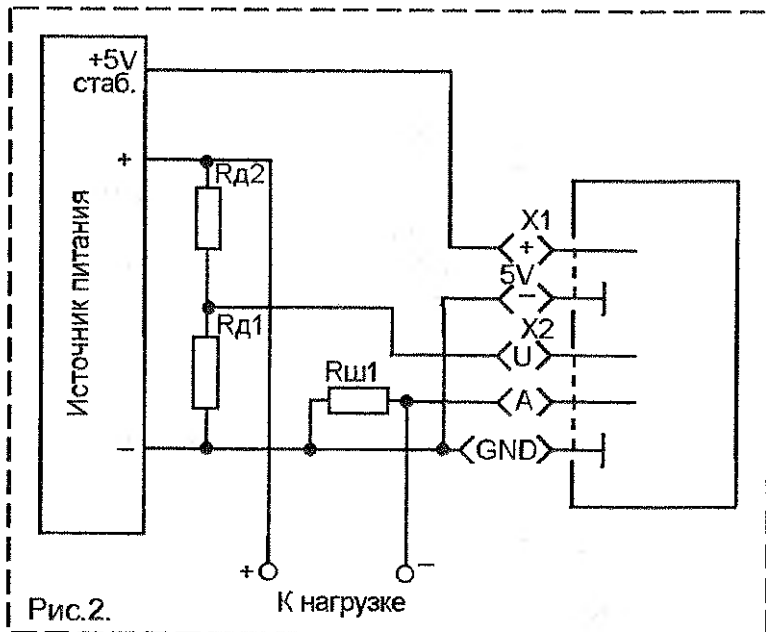 +5V
стаб.
+
Rд2
Источник питания
X1
+
5V
−
Rд1
X2
U
Rш1
A
−
GND
+
−
К нагрузке
Рис.2.